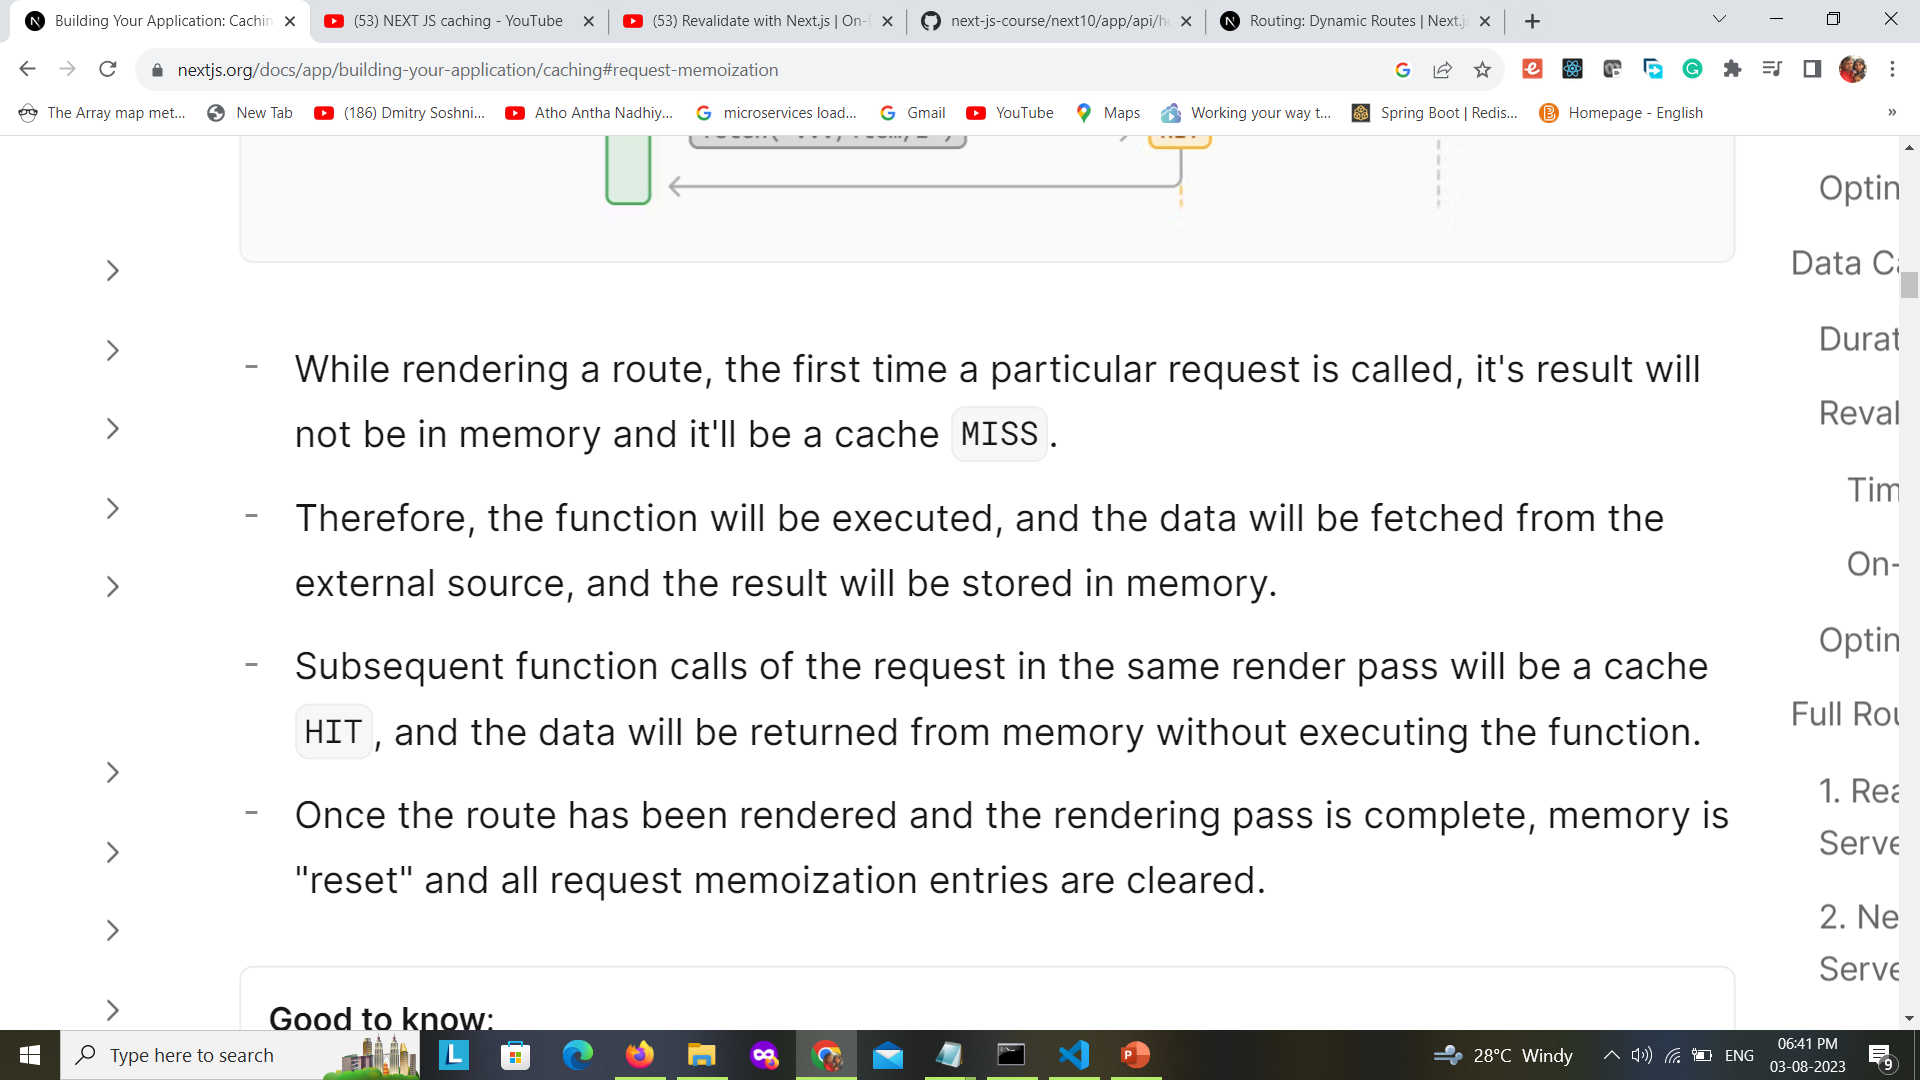 Building Your Application: Cachin
(53) NEXT JS caching - YouTube
(53) Revalidate with Next.js | On-
next-js-course/next10/app/api/he
Routing: Dynamic Routes | Next.js
nextjs.org/docs/app/building-your-application/caching#request-memoization
The Array map met...
New Tab
(186) Dmitry Soshni...
Atho Antha Nadhiy...
microservices load...
Gmail
YouTube
Maps
Working your way t...
Spring Boot | Redis...
Homepage - English
»
- While rendering a route, the first time a particular request is called, it's result will
not be in memory and it'll be a cache MISS.
- Therefore, the function will be executed, and the data will be fetched from the
external source, and the result will be stored in memory.
- Subsequent function calls of the request in the same render pass will be a cache
HIT, and the data will be returned from memory without executing the function.
- Once the route has been rendered and the rendering pass is complete, memory is
"reset" and all request memoization entries are cleared.
Good to know:
Optin
Data Ca
Durat
Reval
Tim
On-
Optin
Full Rou
1. Rea
Serve
2. Ne
Serve
Type here to search
28°C Windy
ENG
06:41 PM
03-08-2023
9